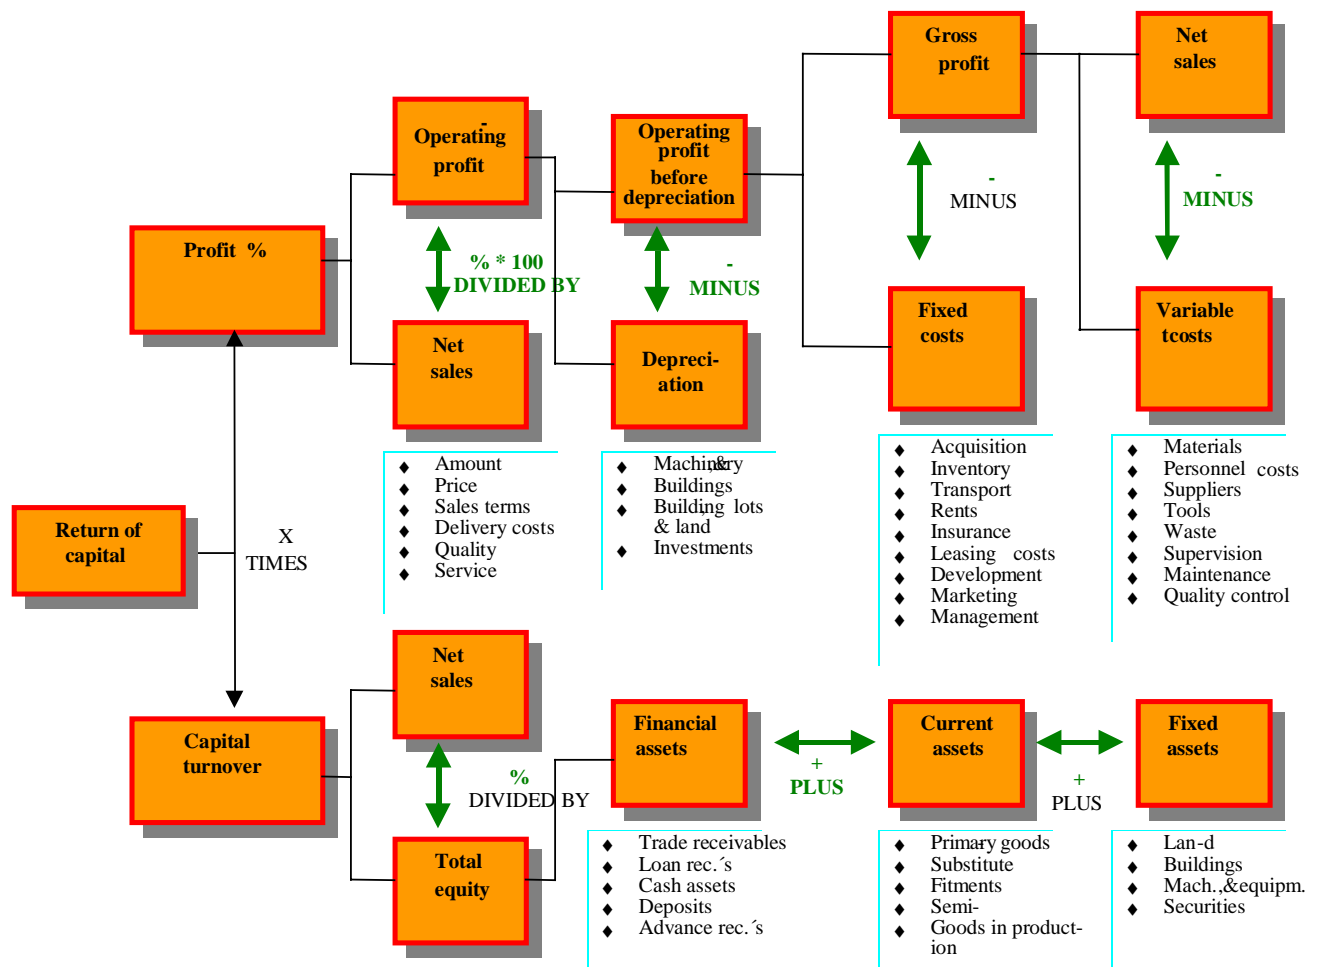 Gross
profit
Net
sales
Operating
profit
Operating
profit
before
depreciation
-
MINUS
-
MINUS
Profit %
% * 100
DIVIDED BY
-
MINUS
Net
sales
Depreci-
ation
Fixed
costs
Variable
tcosts
Amount
Price
Sales terms
Delivery costs
Quality
Service
Machinery,&
Buildings
Building lots
& land
Investments
Acquisition
Inventory
Transport
Rents
Insurance
Leasing costs
Development
Marketing
Management
Materials
Personnel costs
Suppliers
Tools
Waste
Supervision
Maintenance
Quality control
Return of
capital
X
TIMES
Net
sales
Capital
turnover
%
DIVIDED BY
Total
equity
Financial
assets
+
PLUS
Current
assets
+
PLUS
Fixed
assets
Trade receivables
Loan rec.´s
Cash assets
Deposits
Advance rec.´s
Primary goods
Substitute
Fitments
Semi-
Goods in product-
ion
Lan-d
Buildings
Mach.,&equipm.
Securities